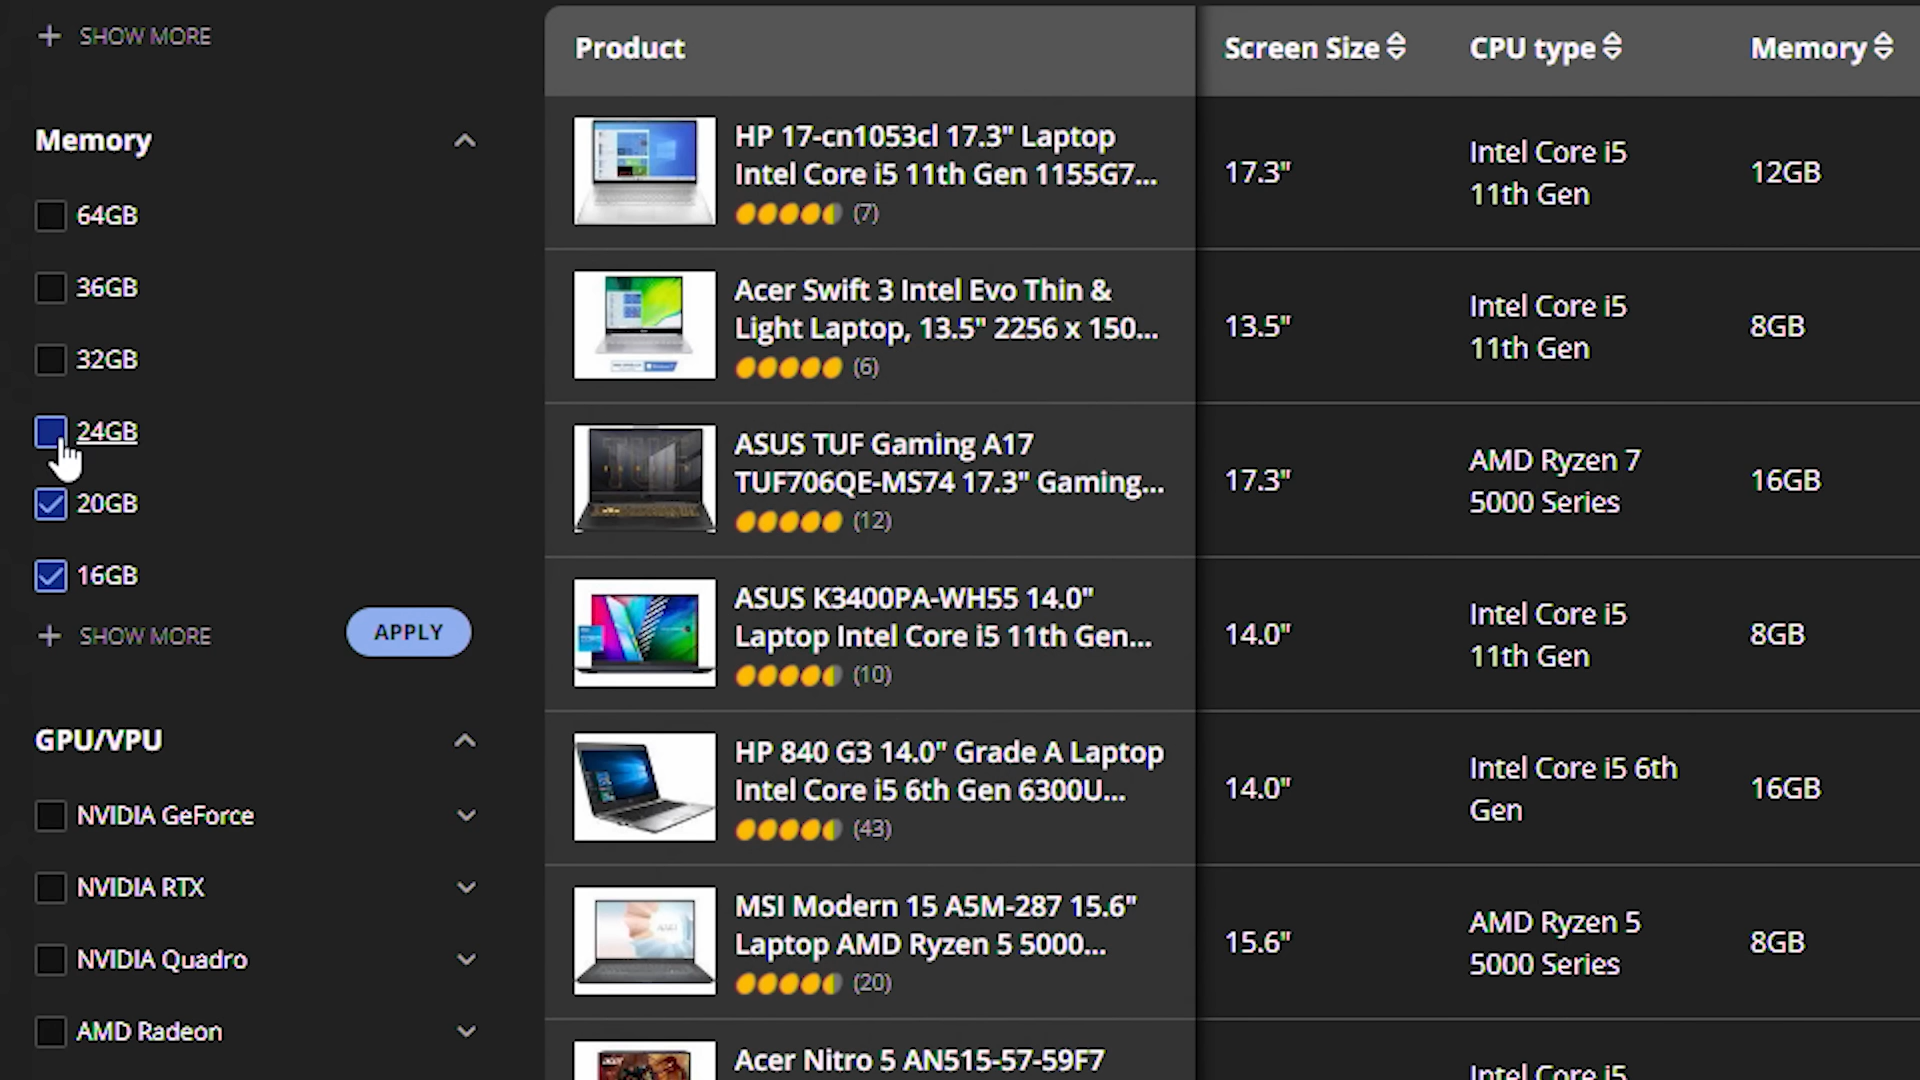 SHOW MORE
Memory
64GB
36GB
32GB
24GB
20GB
16GB
SHOW MORE
APPLY
GPU/VPU
NVIDIA GeForce
NVIDIA RTX
NVIDIA Quadro
AMD Radeon
Product
Screen Size
CPU type
Memory
HP 17-cn1053cl 17.3" Laptop
Intel Core i5 11th Gen 1155G7...
(7)
17.3"
Intel Core i5
11th Gen
12GB
Acer Swift 3 Intel Evo Thin &
Light Laptop, 13.5" 2256 x 150...
(6)
13.5"
Intel Core i5
11th Gen
8GB
ASUS TUF Gaming A17
TUF706QE-MS74 17.3" Gaming...
(12)
17.3"
AMD Ryzen 7
5000 Series
16GB
ASUS K3400PA-WH55 14.0"
Laptop Intel Core i5 11th Gen...
(10)
14.0"
Intel Core i5
11th Gen
8GB
HP 840 G3 14.0" Grade A Laptop
Intel Core i5 6th Gen 6300U...
(43)
14.0"
Intel Core i5 6th
Gen
16GB
MSI Modern 15 A5M-287 15.6"
Laptop AMD Ryzen 5 5000...
(20)
15.6"
AMD Ryzen 5
5000 Series
8GB
Acer Nitro 5 AN515-57-59F7
Intel Core i5